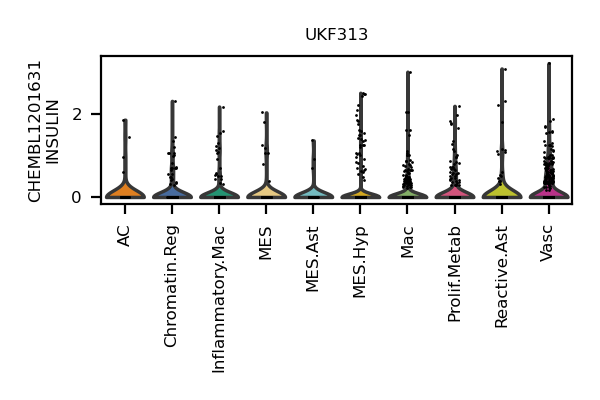 UKF313
CHEMBL1201631
INSULIN
2
0
AC
Chromatin.Reg
Inflammatory.Mac
MES
MES.Ast
MES.Hyp
Mac
Prolif.Metab
Reactive.Ast
Vasc